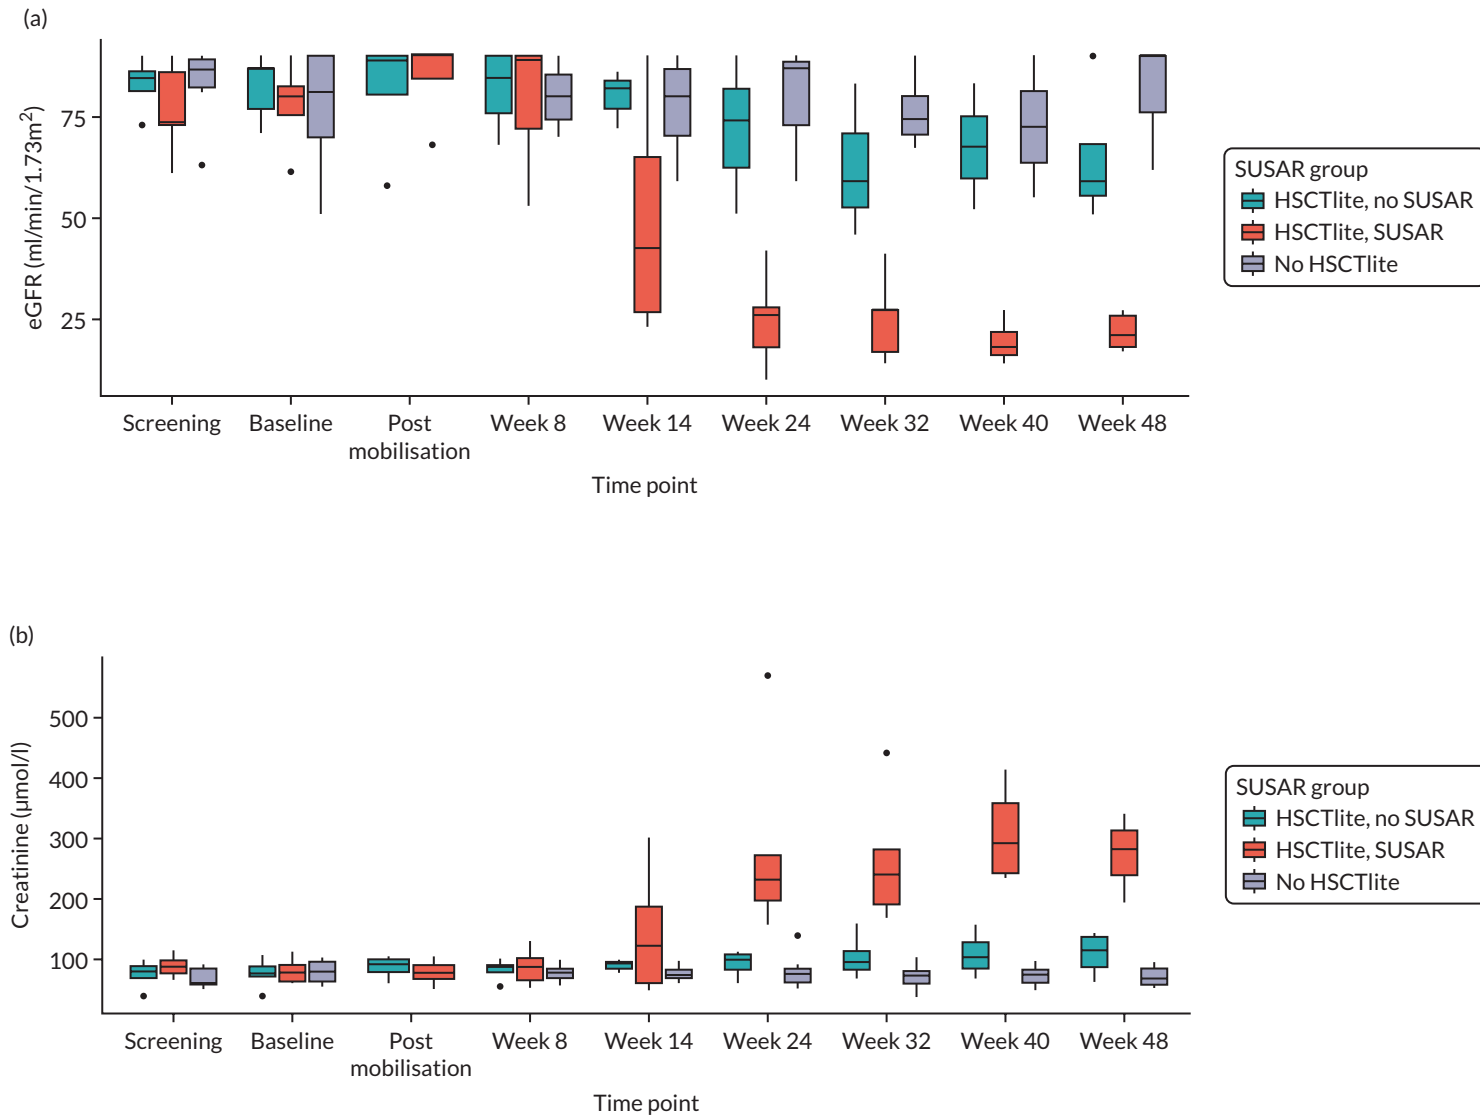 (a)
eGFR (ml/min/1.73m²)
75
50
25
Screening
Baseline
Post
mobilisation
Week 8
Week 14
Week 24
Week 32
Week 40
Week 48
Time point
SUSAR group
HSCTlite, no SUSAR
HSCTlite, SUSAR
No HSCTlite
(b)
Creatinine (µmol/l)
500
400
300
200
100
Screening
Baseline
Post
mobilisation
Week 8
Week 14
Week 24
Week 32
Week 40
Week 48
Time point
SUSAR group
HSCTlite, no SUSAR
HSCTlite, SUSAR
No HSCTlite